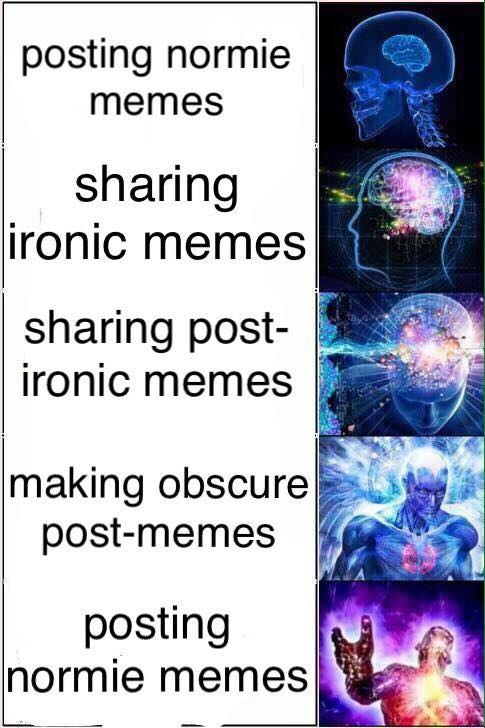 posting normie
memes
sharing
ironic memes
sharing post-
ironic memes
making obscure
post-memes
posting
normie memes